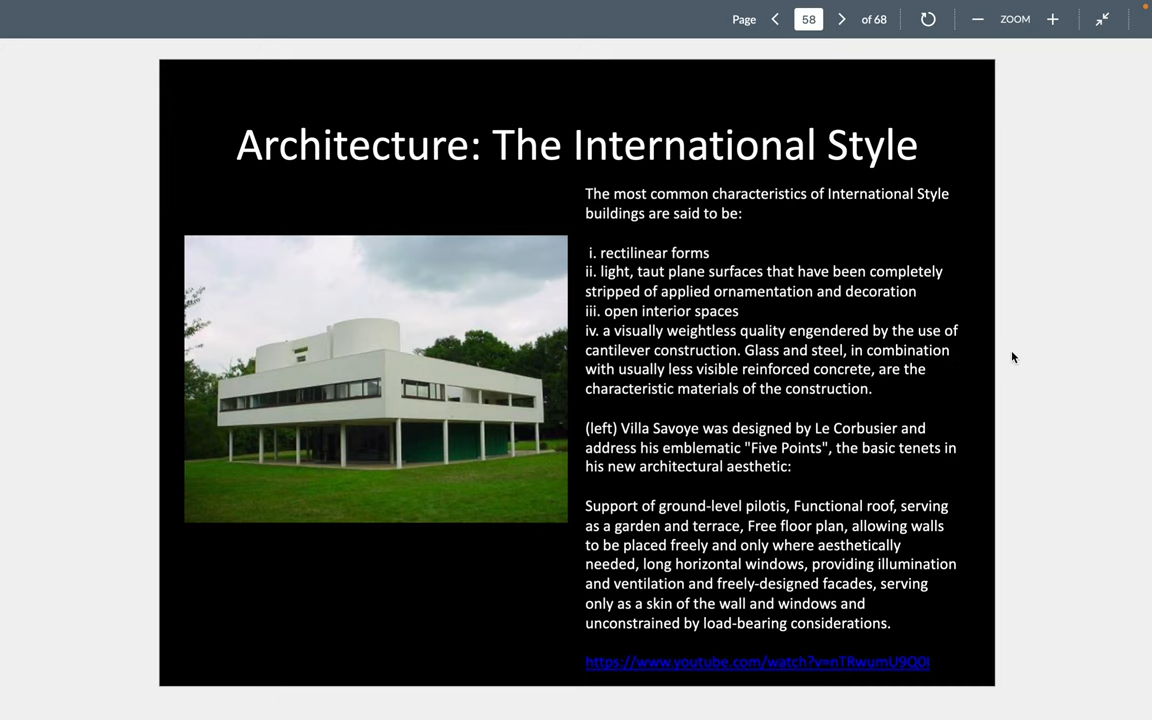 Page 58 of 68 ZOOM
Architecture: The International Style
The most common characteristics of International Style
buildings are said to be:
i. rectilinear forms
ii. light, taut plane surfaces that have been completely
stripped of applied ornamentation and decoration
iii. open interior spaces
iv. a visually weightless quality engendered by the use of
cantilever construction. Glass and steel, in combination
with usually less visible reinforced concrete, are the
characteristic materials of the construction.
(left) Villa Savoye was designed by Le Corbusier and
address his emblematic "Five Points", the basic tenets in
his new architectural aesthetic:
Support of ground-level pilotis, Functional roof, serving
as a garden and terrace, Free floor plan, allowing walls
to be placed freely and only where aesthetically
needed, long horizontal windows, providing illumination
and ventilation and freely-designed facades, serving
only as a skin of the wall and windows and
unconstrained by load-bearing considerations.
https://www.youtube.com/watch?v=nTRwumU9Q0I